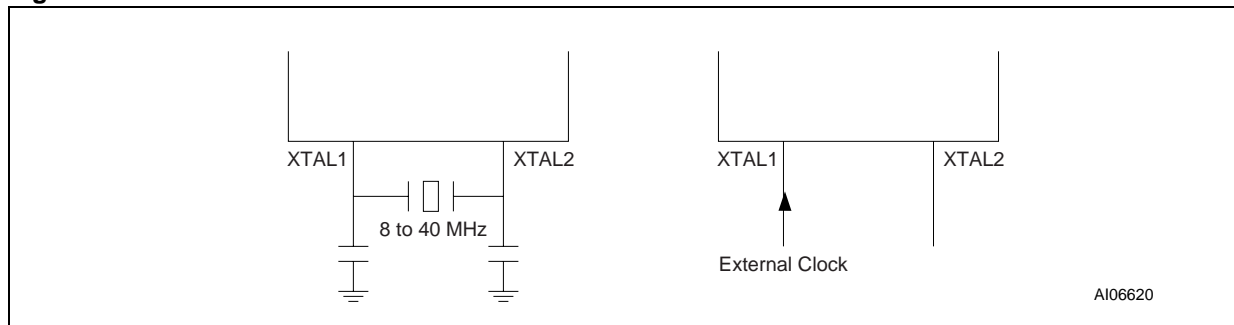 XTAL1
XTAL2
8 to 40 MHz
XTAL1
XTAL2
External Clock
AI06620